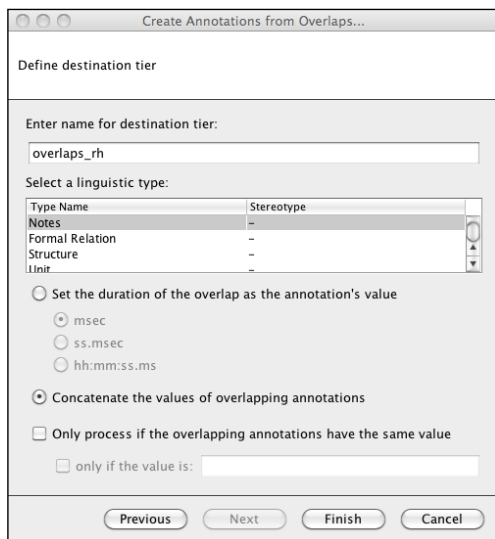 Create Annotations from Overlaps...
Define destination tier
Enter name for destination tier:
overlaps_rh
Select a linguistic type:
Type Name Stereotype
Notes –
Formal Relation –
Structure –
Unit –
Set the duration of the overlap as the annotation's value
msec
ss.msec
hh:mm:ss.ms
Concatenate the values of overlapping annotations
Only process if the overlapping annotations have the same value
only if the value is:
Previous Next Finish Cancel